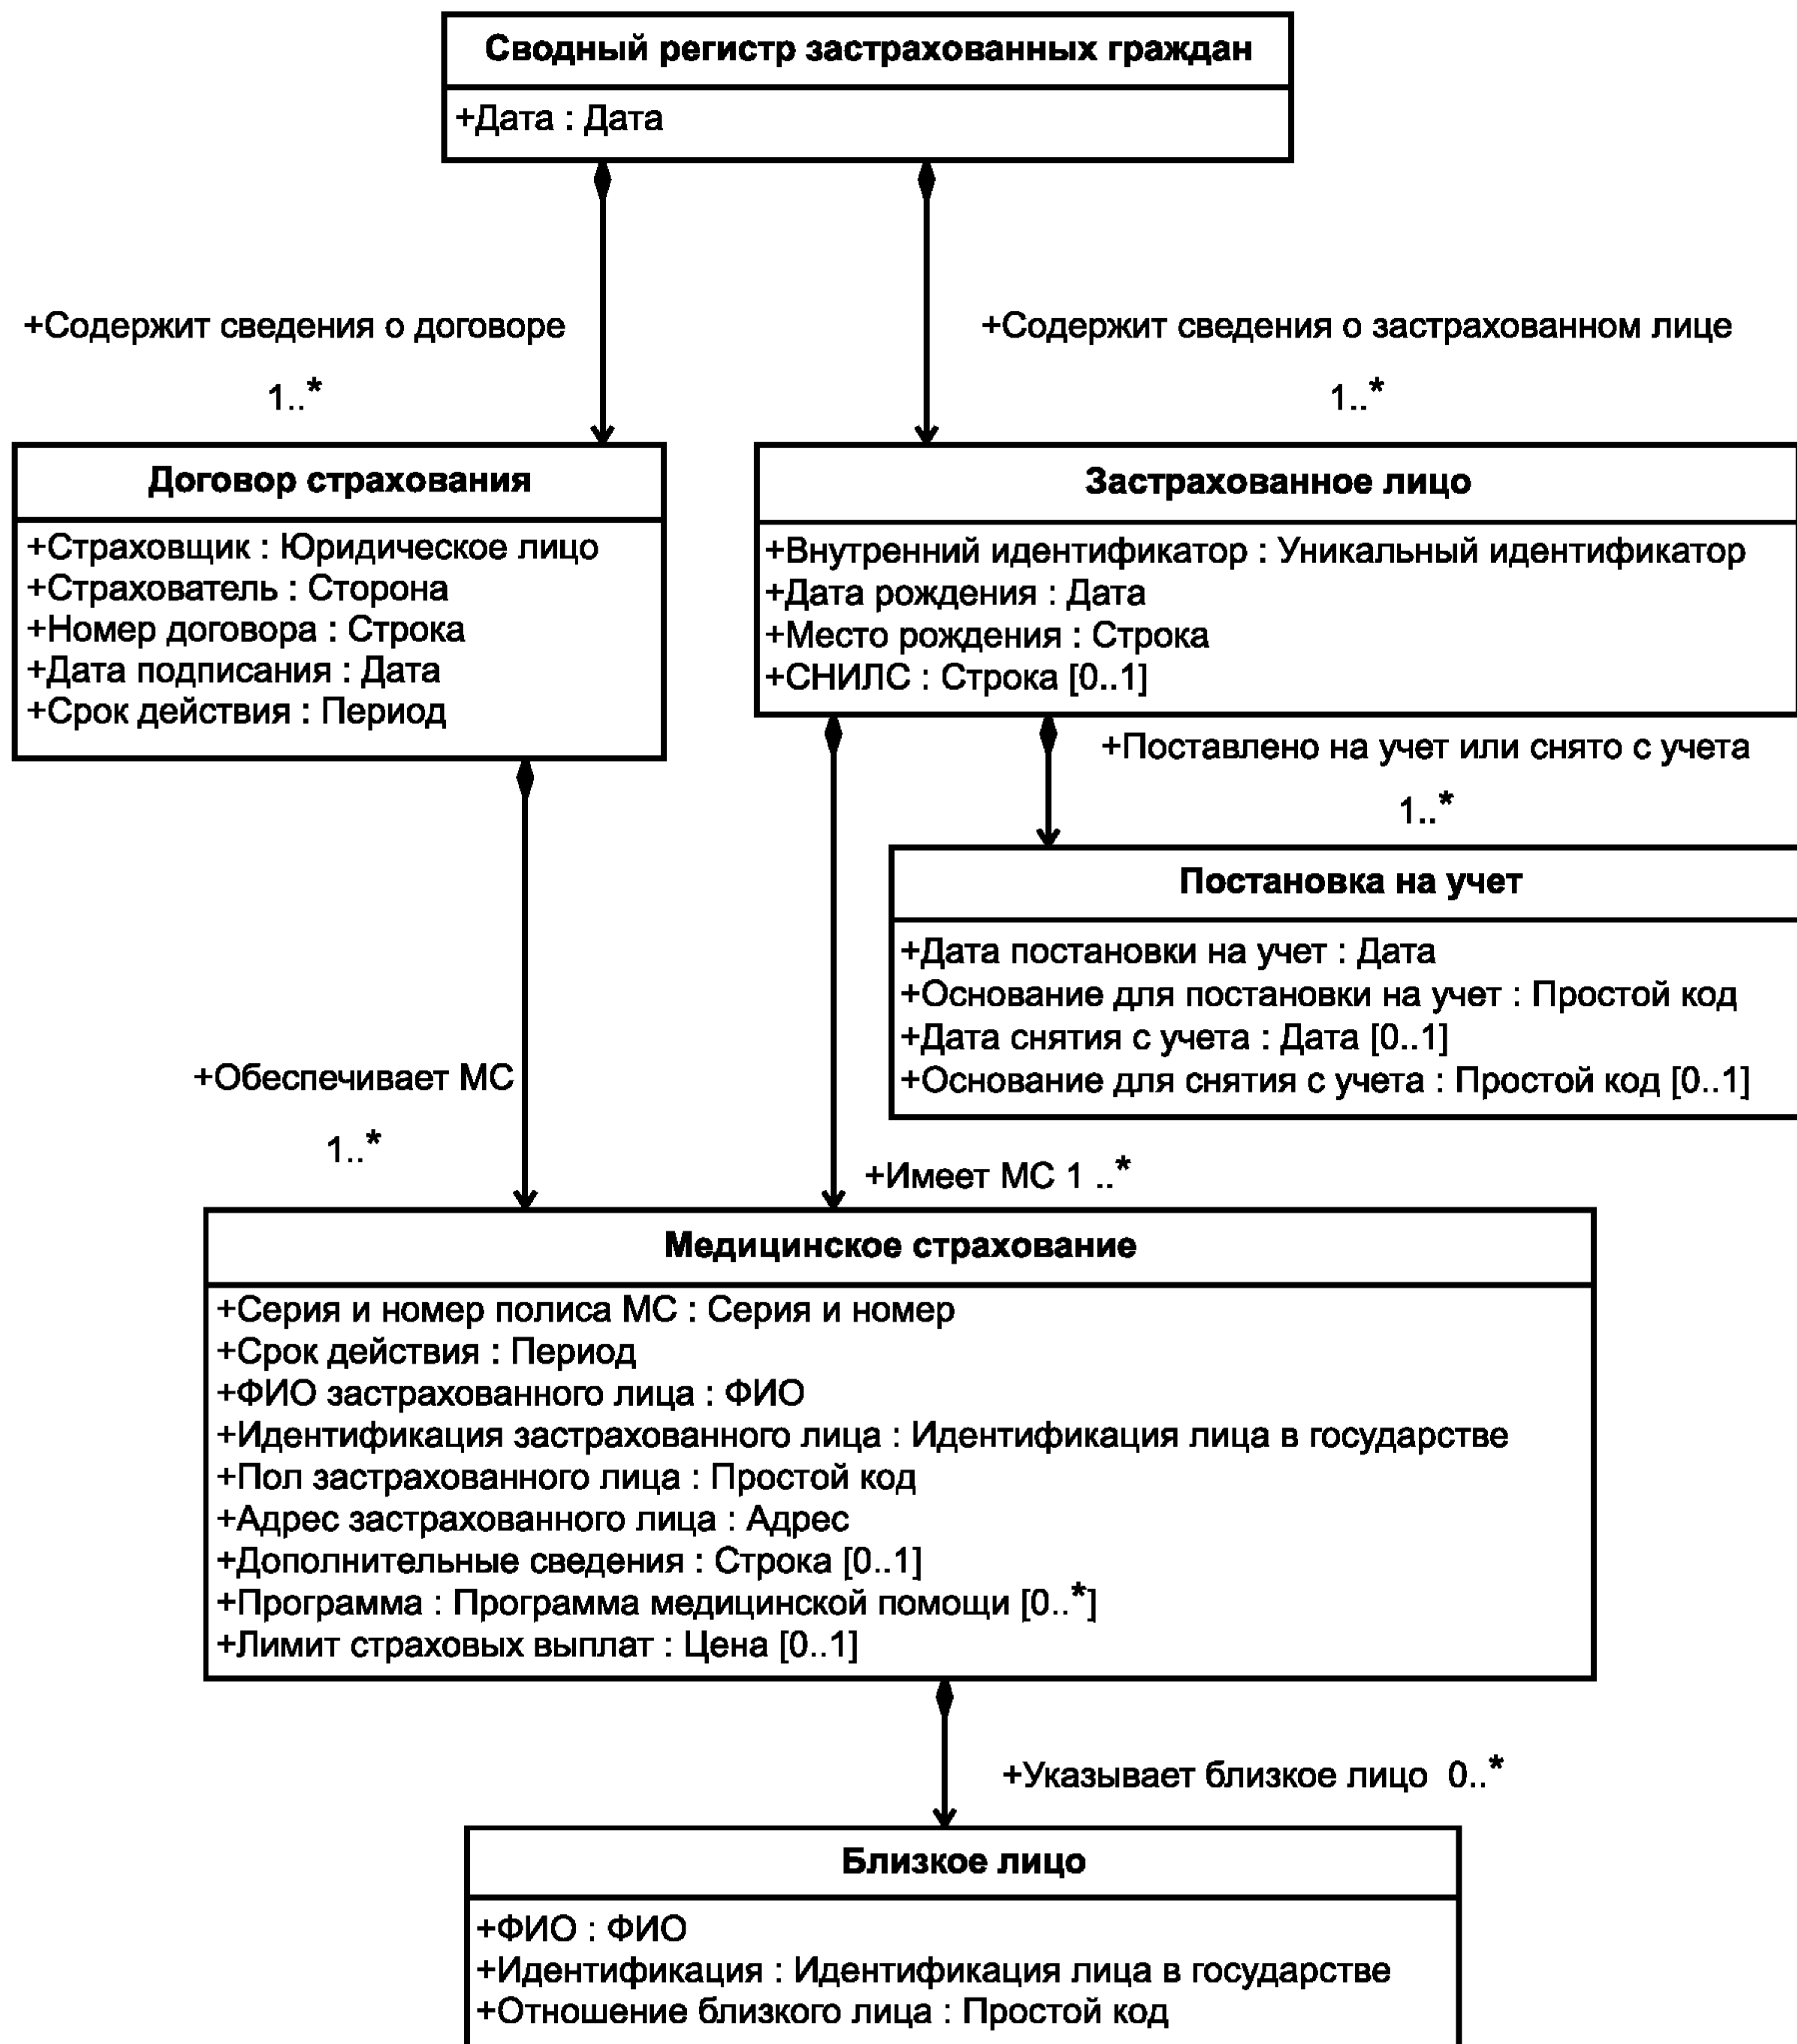 Сводный регистр застрахованных граждан
+Дата : Дата
+Содержит сведения о договоре
1..*
+Содержит сведения о застрахованном лице
1..*
Договор страхования
+Страховщик : Юридическое лицо
+Страхователь : Сторона
+Номер договора : Строка
+Дата подписания : Дата
+Срок действия : Период
Застрахованное лицо
+Внутренний идентификатор : Уникальный идентификатор
+Дата рождения : Дата
+Место рождения : Строка
+СНИЛС : Строка [0..1]
+Поставлено на учет или снято с учета
1..*
Постановка на учет
+Дата постановки на учет : Дата
+Основание для постановки на учет : Простой код
+Дата снятия с учета : Дата [0..1]
+Основание для снятия с учета : Простой код [0..1]
+Обеспечивает МС
1..*
+Имеет МС 1 ..*
Медицинское страхование
+Серия и номер полиса МС : Серия и номер
+Срок действия : Период
+ФИО застрахованного лица : ФИО
+Идентификация застрахованного лица : Идентификация лица в государстве
+Пол застрахованного лица : Простой код
+Адрес застрахованного лица : Адрес
+Дополнительные сведения : Строка [0..1]
+Программа : Программа медицинской помощи [0..*]
+Лимит страховых выплат : Цена [0..1]
+Указывает близкое лицо 0..*
Близкое лицо
+ФИО : ФИО
+Идентификация : Идентификация лица в государстве
+Отношение близкого лица : Простой код